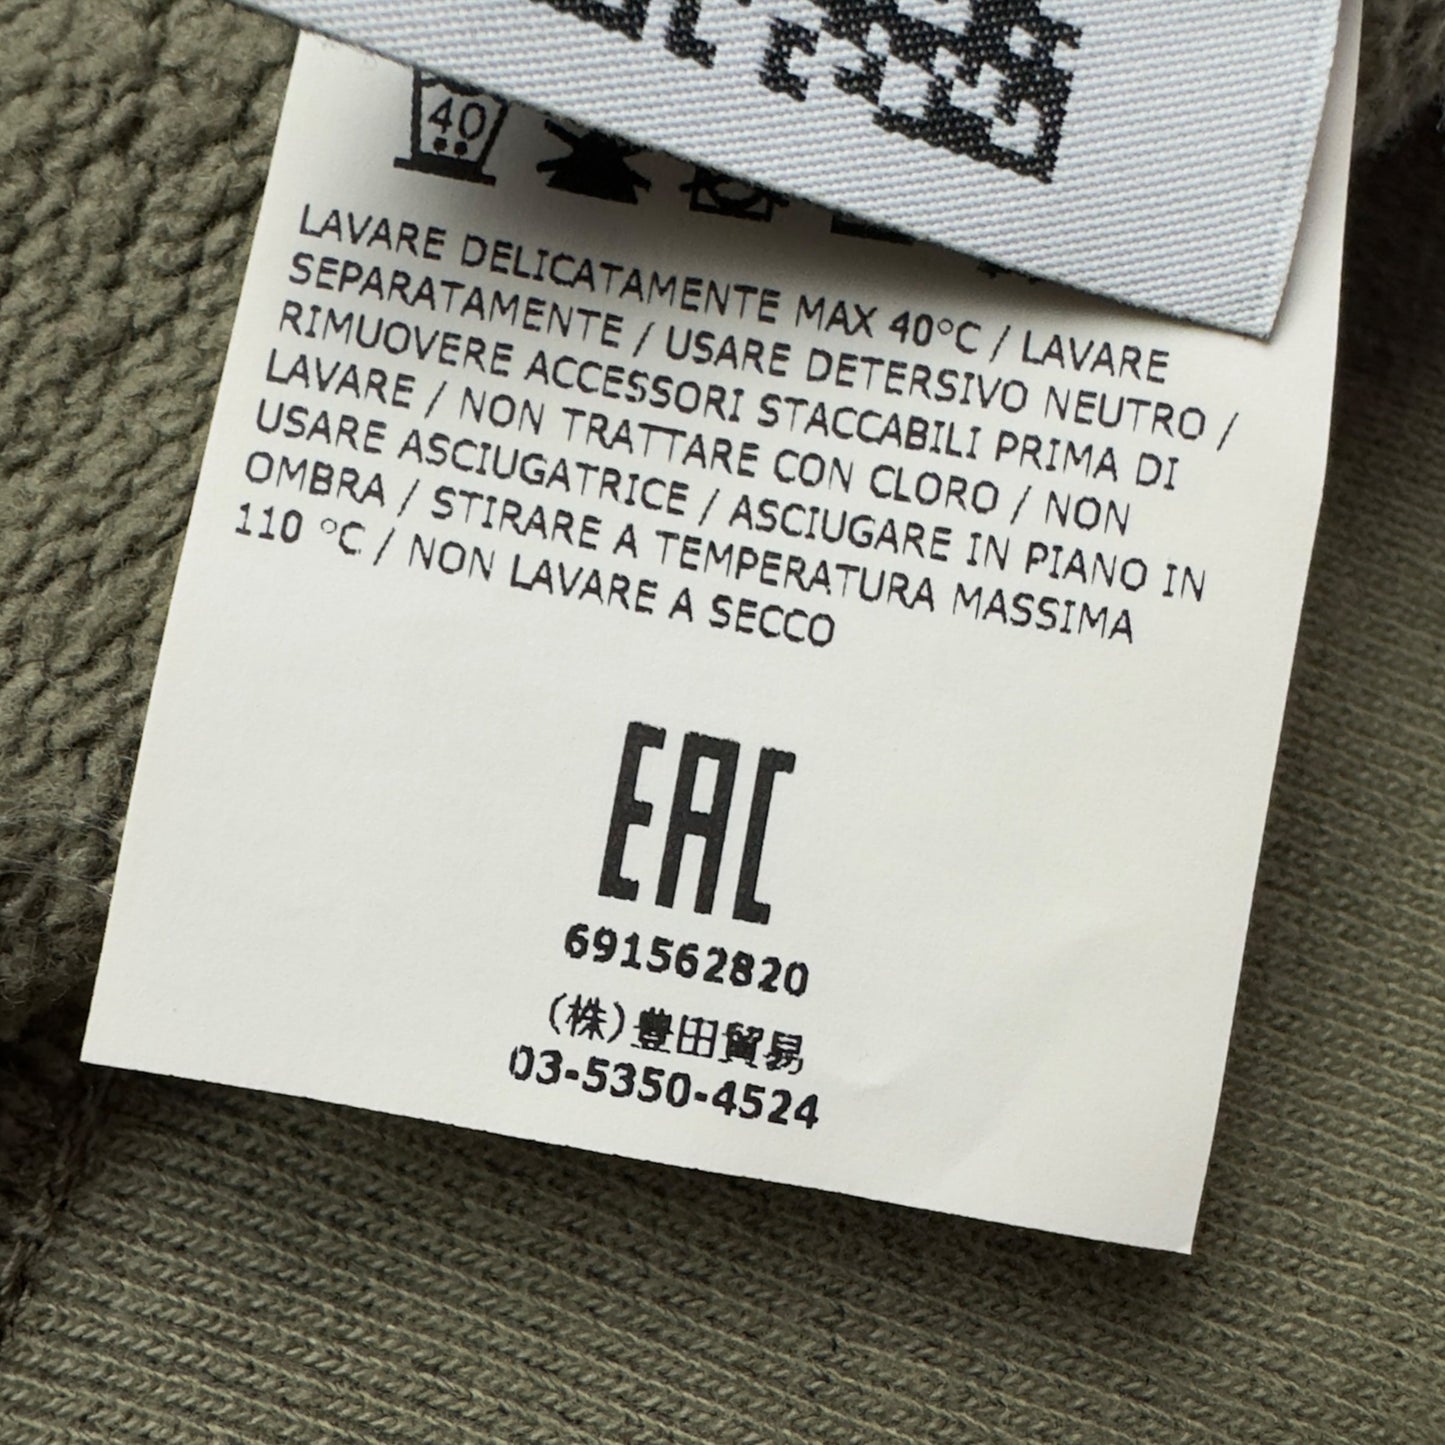 40
LAVARE DELICATAMENTE MAX 40°C / LAVARE
SEPARATAMENTE / USARE DETERSIVO NEUTRO /
RIMUOVERE ACCESSORI STACCABILI PRIMA DI
LAVARE / NON TRATTARE CON CLORO / NON
USARE ASCIUGATRICE / ASCIUGARE IN PIANO IN
OMBRA / STIRARE A TEMPERATURA MASSIMA
110 °C / NON LAVARE A SECCO
EAC
691562820
(株)豊田貿易
03-5350-4524